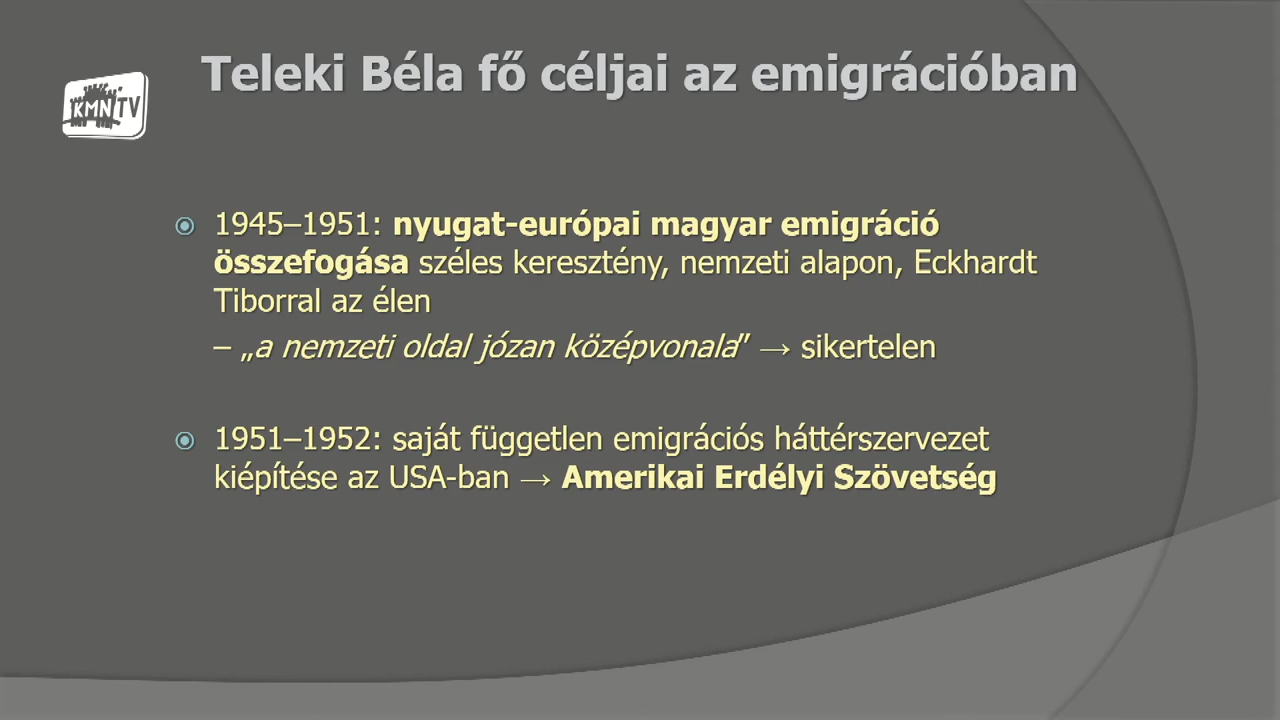 Teleki Béla fő céljai az emigrációban
KMN TV
1945–1951: nyugat-európai magyar emigráció
összefogása széles keresztény, nemzeti alapon, Eckhardt
Tiborral az élen
– „a nemzeti oldal józan középvonala” → sikertelen
1951–1952: saját független emigrációs háttérszervezet
kiépítése az USA-ban → Amerikai Erdélyi Szövetség